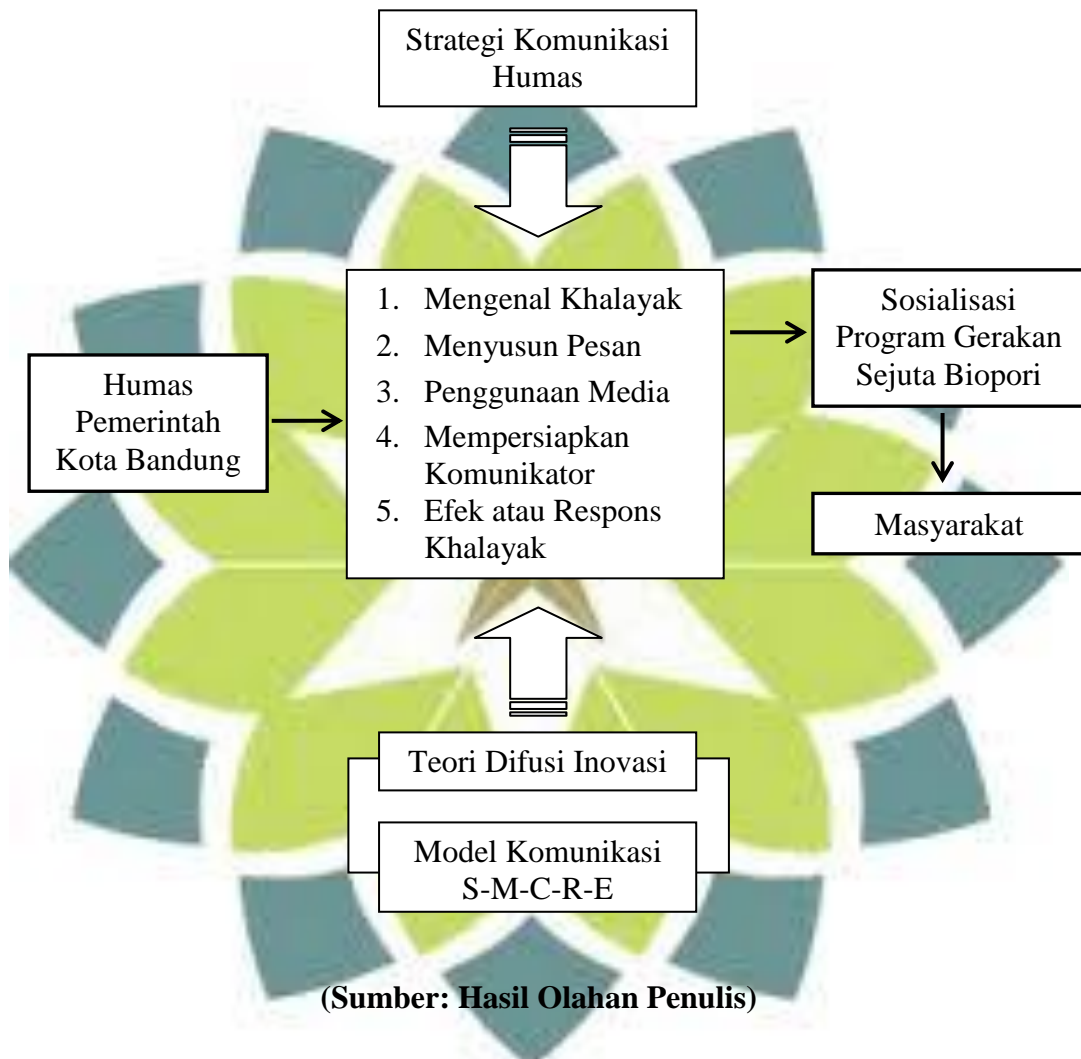 Strategi Komunikasi
Humas
Humas
Pemerintah
Kota Bandung
1. Mengenal Khalayak
2. Menyusun Pesan
3. Penggunaan Media
4. Mempersiapkan
Komunikator
5. Efek atau Respons
Khalayak
Sosialisasi
Program Gerakan
Sejuta Biopori
Masyarakat
Teori Difusi Inovasi
Model Komunikasi
S-M-C-R-E
(Sumber: Hasil Olahan Penulis)